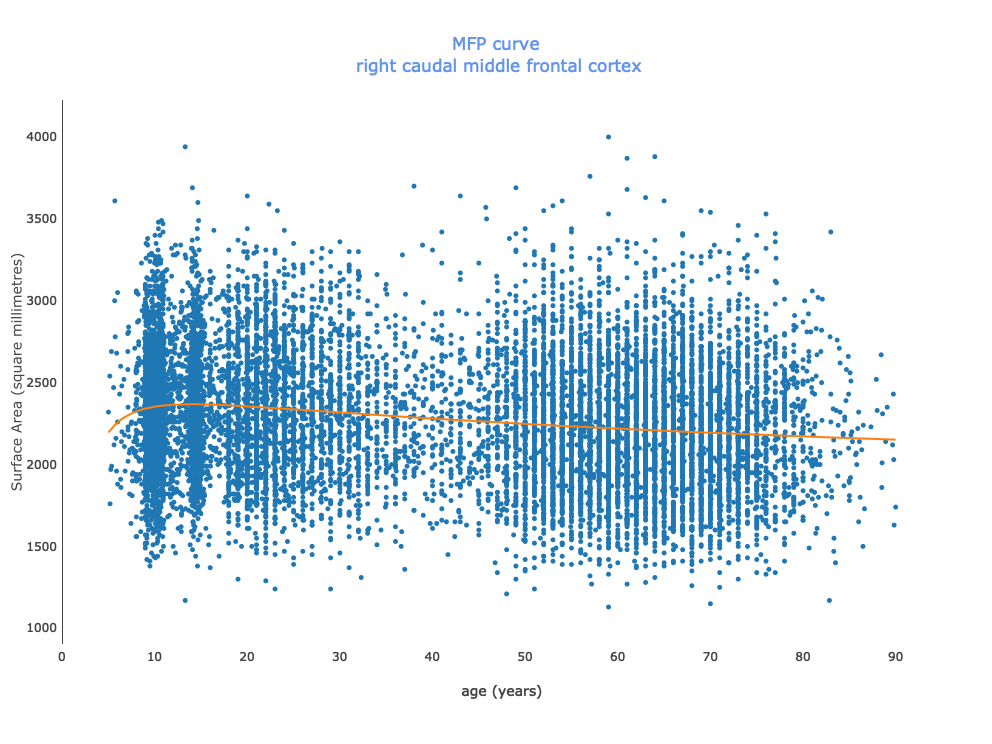 MFP curve
right caudal middle frontal cortex
Surface Area (square millimetres)
4000
3500
3000
2500
2000
1500
1000
0 10 20 30 40 50 60 70 80 90
age (years)